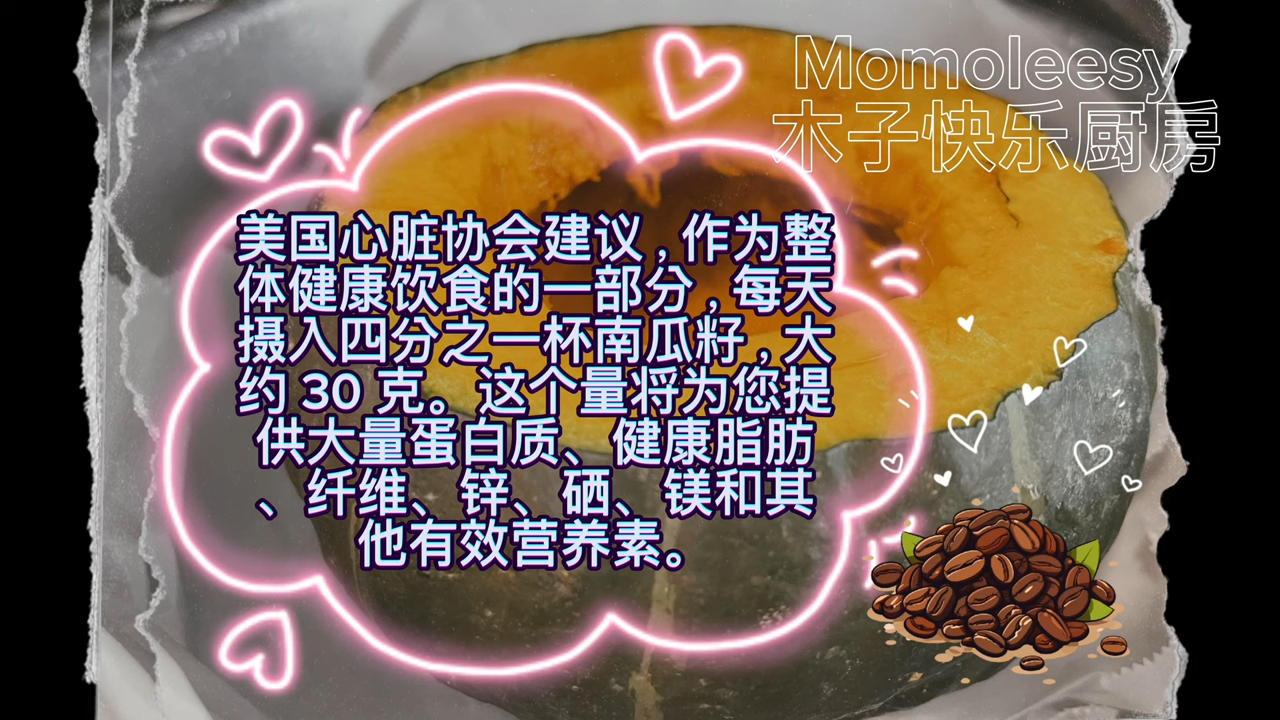 Momoleesy
木子快乐厨房
美国心脏协会建议，作为整
体健康饮食的一部分，每天
摄入四分之一杯南瓜籽，大
约 30 克。这个量将为您提
供大量蛋白质、健康脂肪
、纤维、锌、硒、镁和其
他有效营养素。